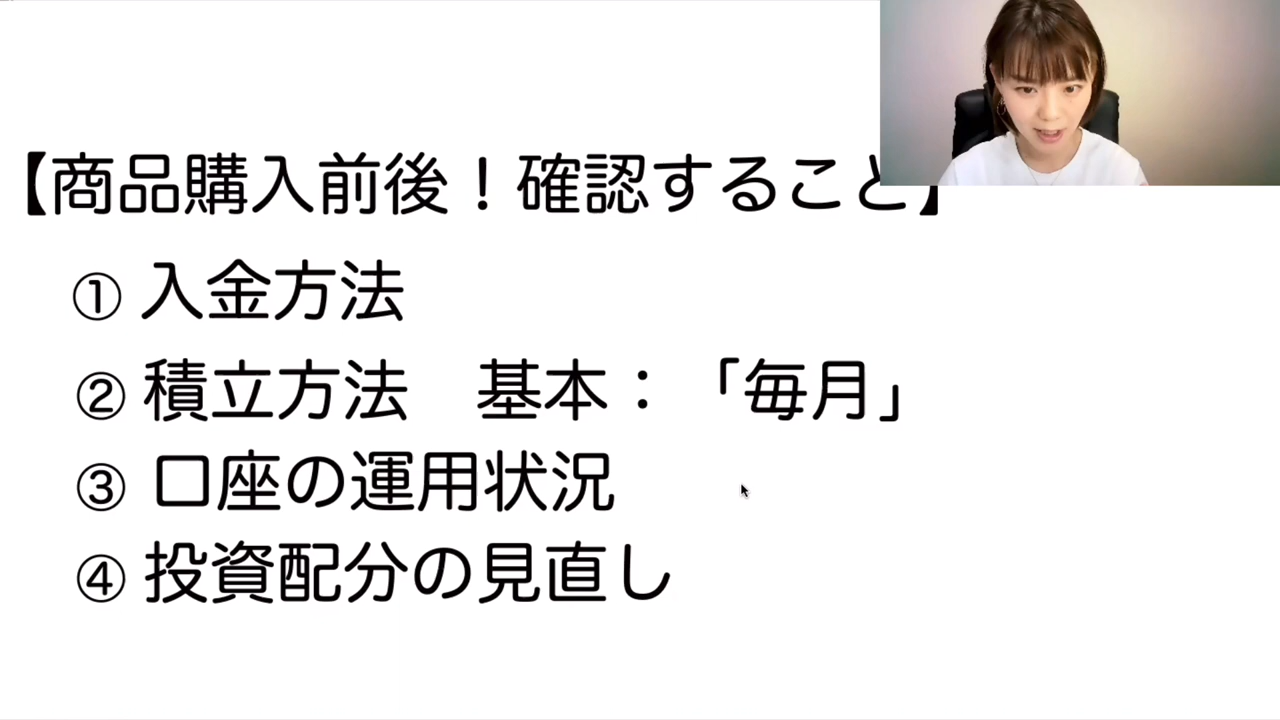 【商品購入前後！確認すること】
① 入金方法
② 積立方法　基本：「毎月」
③ 口座の運用状況
④ 投資配分の見直し